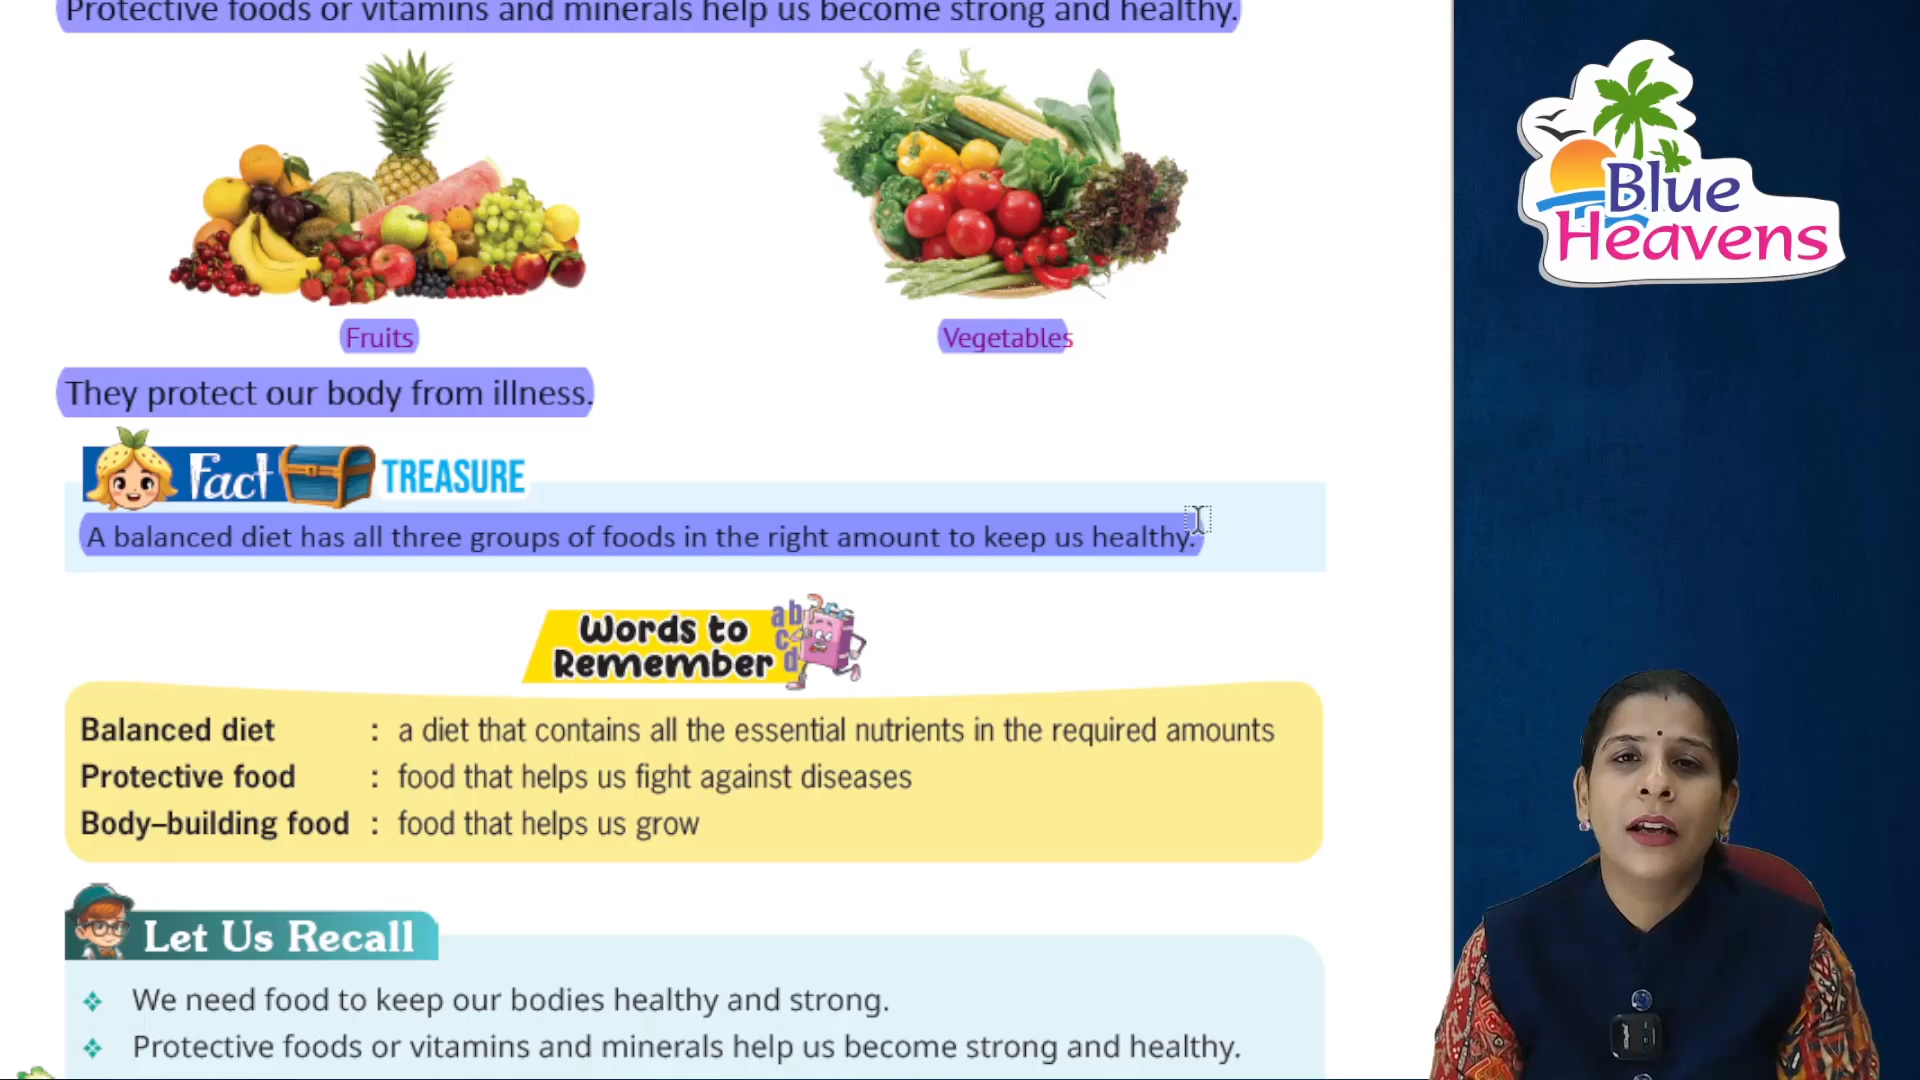 Protective foods or vitamins and minerals help us become strong and healthy.
Fruits
Vegetables
They protect our body from illness.
Fact TREASURE
A balanced diet has all three groups of foods in the right amount to keep us healthy.
Words to
Remember
a b
c
d
Balanced diet : a diet that contains all the essential nutrients in the required amounts
Protective food : food that helps us fight against diseases
Body–building food : food that helps us grow
Let Us Recall
We need food to keep our bodies healthy and strong.
Protective foods or vitamins and minerals help us become strong and healthy.
Blue
Heavens